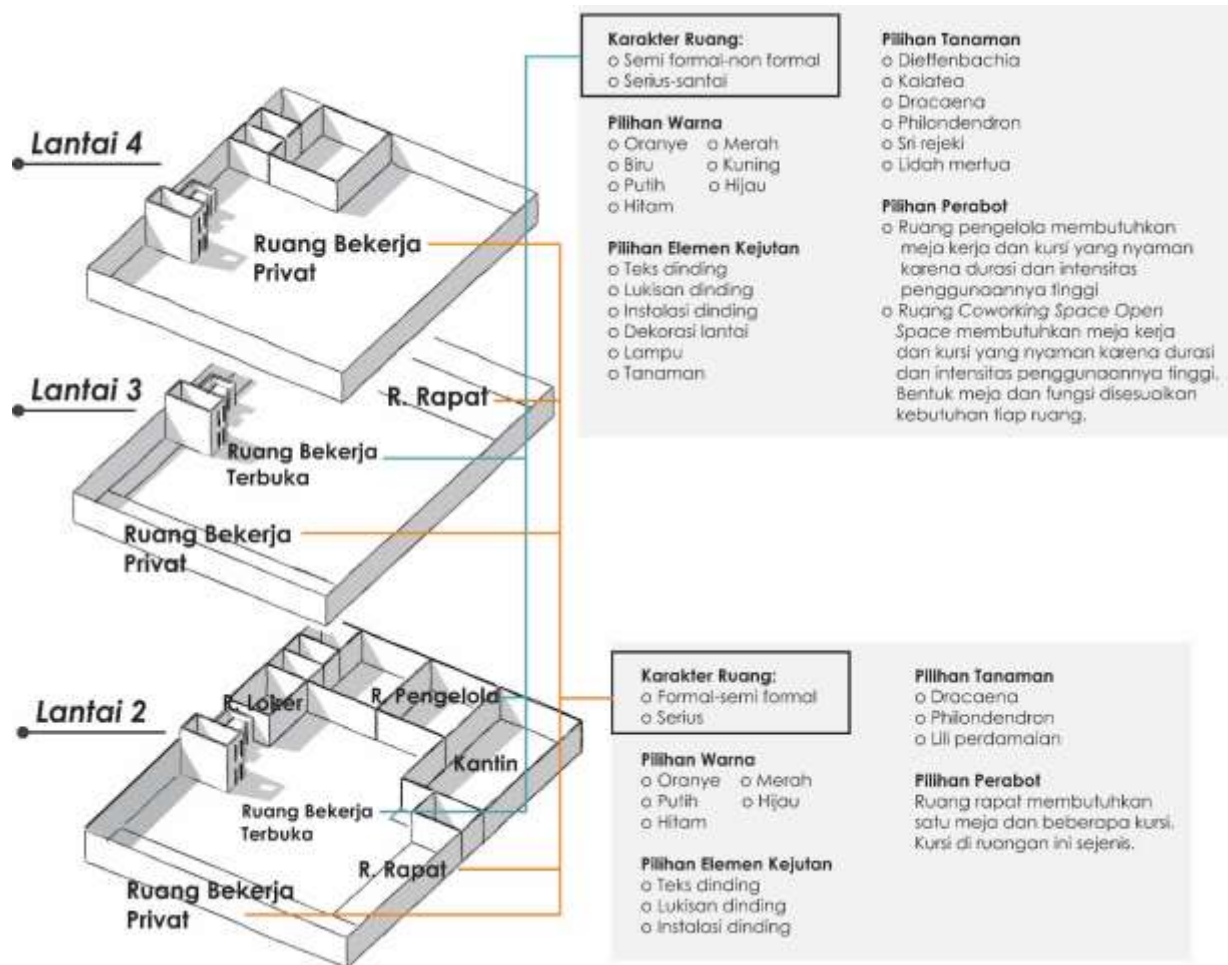 Lantai 4
Ruang Bekerja
Privat
Lantai 3
R. Rapat
Ruang Bekerja
Terbuka
Ruang Bekerja
Privat
Lantai 2
R. Loker
R. Pengelola
Kantin
Ruang Bekerja
Terbuka
R. Rapat
Ruang Bekerja
Privat
Karakter Ruang:
o Semi formal-non formal
o Serius-santai
Pilihan Warna
o Oranye o Merah
o Biru o Kuning
o Putih o Hijau
o Hitam
Pilihan Elemen Kejutan
o Teks dinding
o Lukisan dinding
o Instalasi dinding
o Dekorasi lantai
o Lampu
o Tanaman
Pilihan Tanaman
o Dieffenbachia
o Kalatea
o Dracaena
o Philondendron
o Sri rejeki
o Lidah mertua
Pilihan Perabot
o Ruang pengelola membutuhkan
meja kerja dan kursi yang nyaman
karena durasi dan intensitas
penggunaannya tinggi
o Ruang Coworking Space Open
Space membutuhkan meja kerja
dan kursi yang nyaman karena durasi
dan intensitas penggunaannya tinggi.
Bentuk meja dan fungsi disesuaikan
kebutuhan tiap ruang.
Karakter Ruang:
o Formal-semi formal
o Serius
Pilihan Warna
o Oranye o Merah
o Putih o Hijau
o Hitam
Pilihan Elemen Kejutan
o Teks dinding
o Lukisan dinding
o Instalasi dinding
Pilihan Tanaman
o Dracaena
o Philondendron
o Lili perdamaian
Pilihan Perabot
Ruang rapat membutuhkan
satu meja dan beberapa kursi.
Kursi di ruangan ini sejenis.